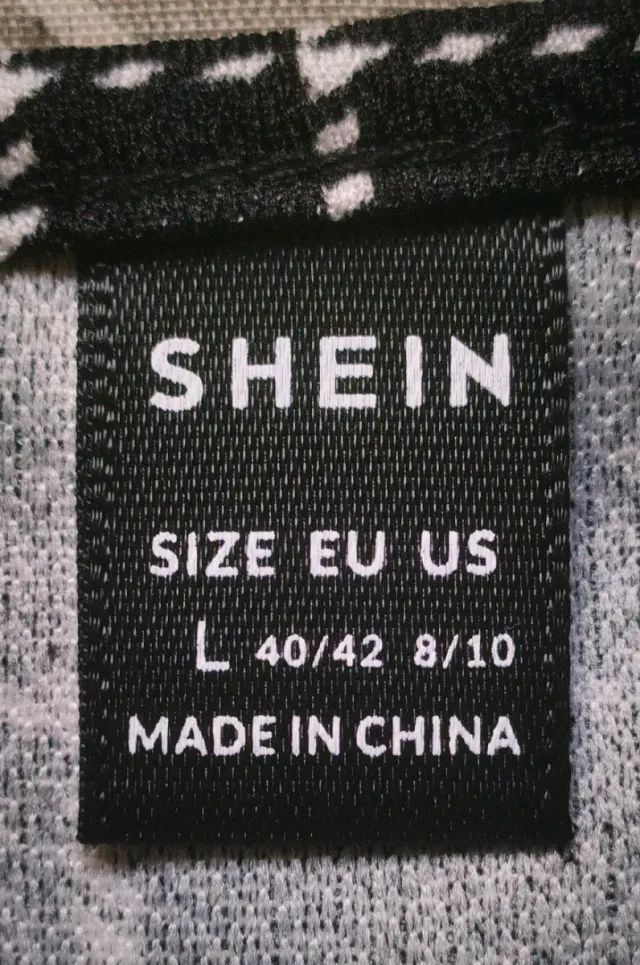 SHEIN
SIZE EU US
L 40/42 8/10
MADE IN CHINA